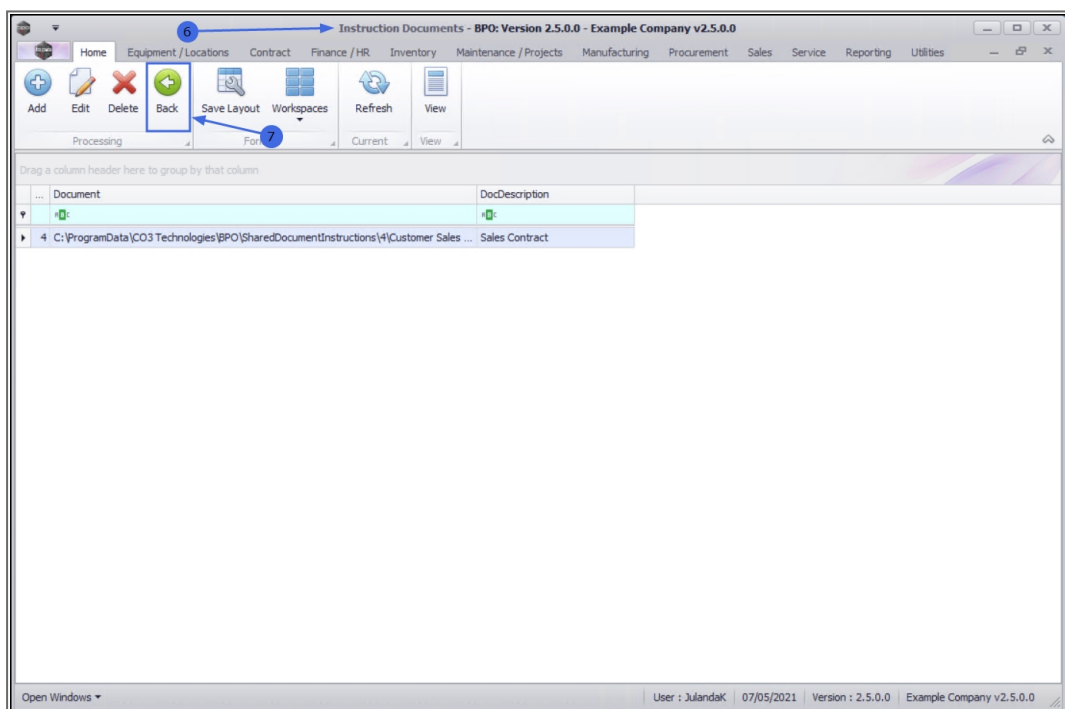 6
Instruction Documents - BPO: Version 2.5.0.0 - Example Company v2.5.0.0
Home Equipment / Locations Contract Finance / HR Inventory Maintenance / Projects Manufacturing Procurement Sales Service Reporting Utilities
Add Edit Delete Back Save Layout Workspaces Refresh View
7
Processing Current View
Drag a column header here to group by that column
... Document DocDescription
4 C:\ProgramData\CO3 Technologies\BPO\SharedDocumentInstructions\4\Customer Sales ... Sales Contract
Open Windows User : JulandaK 07/05/2021 Version : 2.5.0.0 Example Company v2.5.0.0